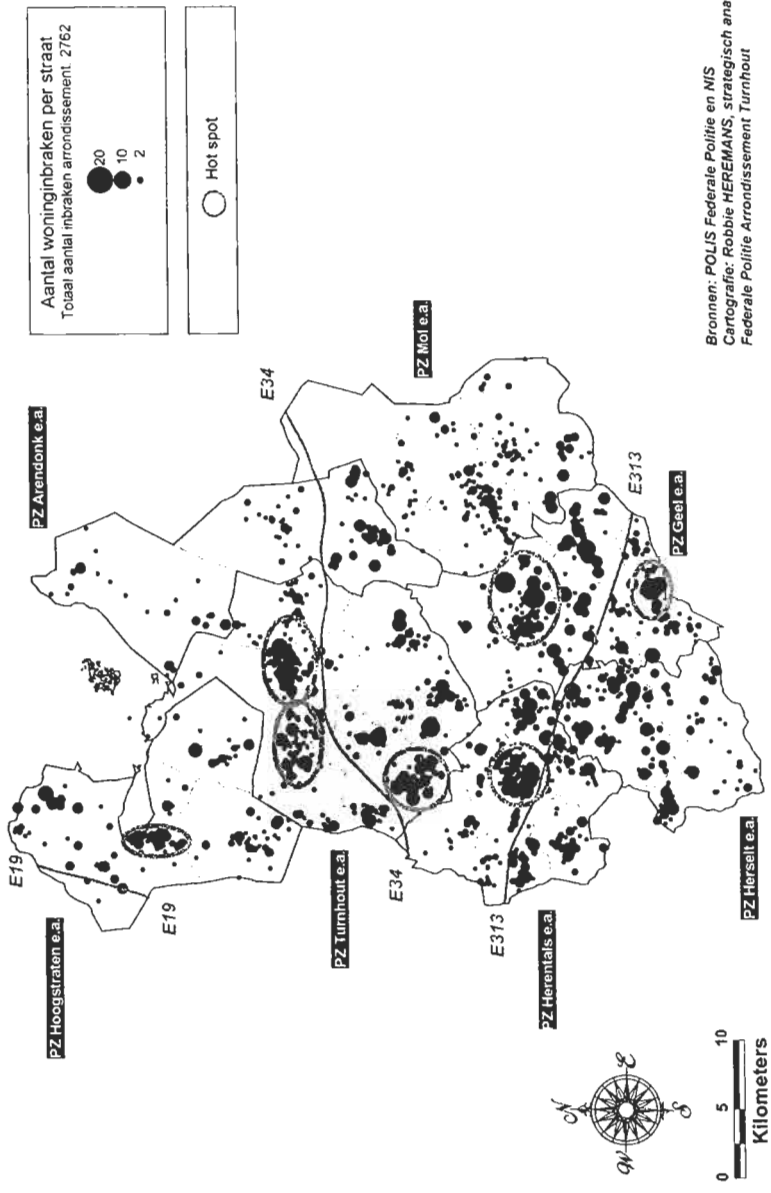 Aantal woninginbraken per straat
Totaal aantal inbraken arrondissement. 2762
20
10
2
Hot spot
PZ Arendonk e.a.
E34
PZ Mol e.a.
E19
PZ Hoogstraten e.a.
E19
PZ Turnhout e.a.
E34
E313
E313
PZ Geel e.a.
PZ Herentals e.a.
PZ Herselt e.a.
N
W
E
S
0
5
10
Kilometers
Bronnen: POLIS Federale Politie en NIS
Cartografie: Robbie HEREMANS, strategisch ana
Federale Politie Arrondissement Turnhout